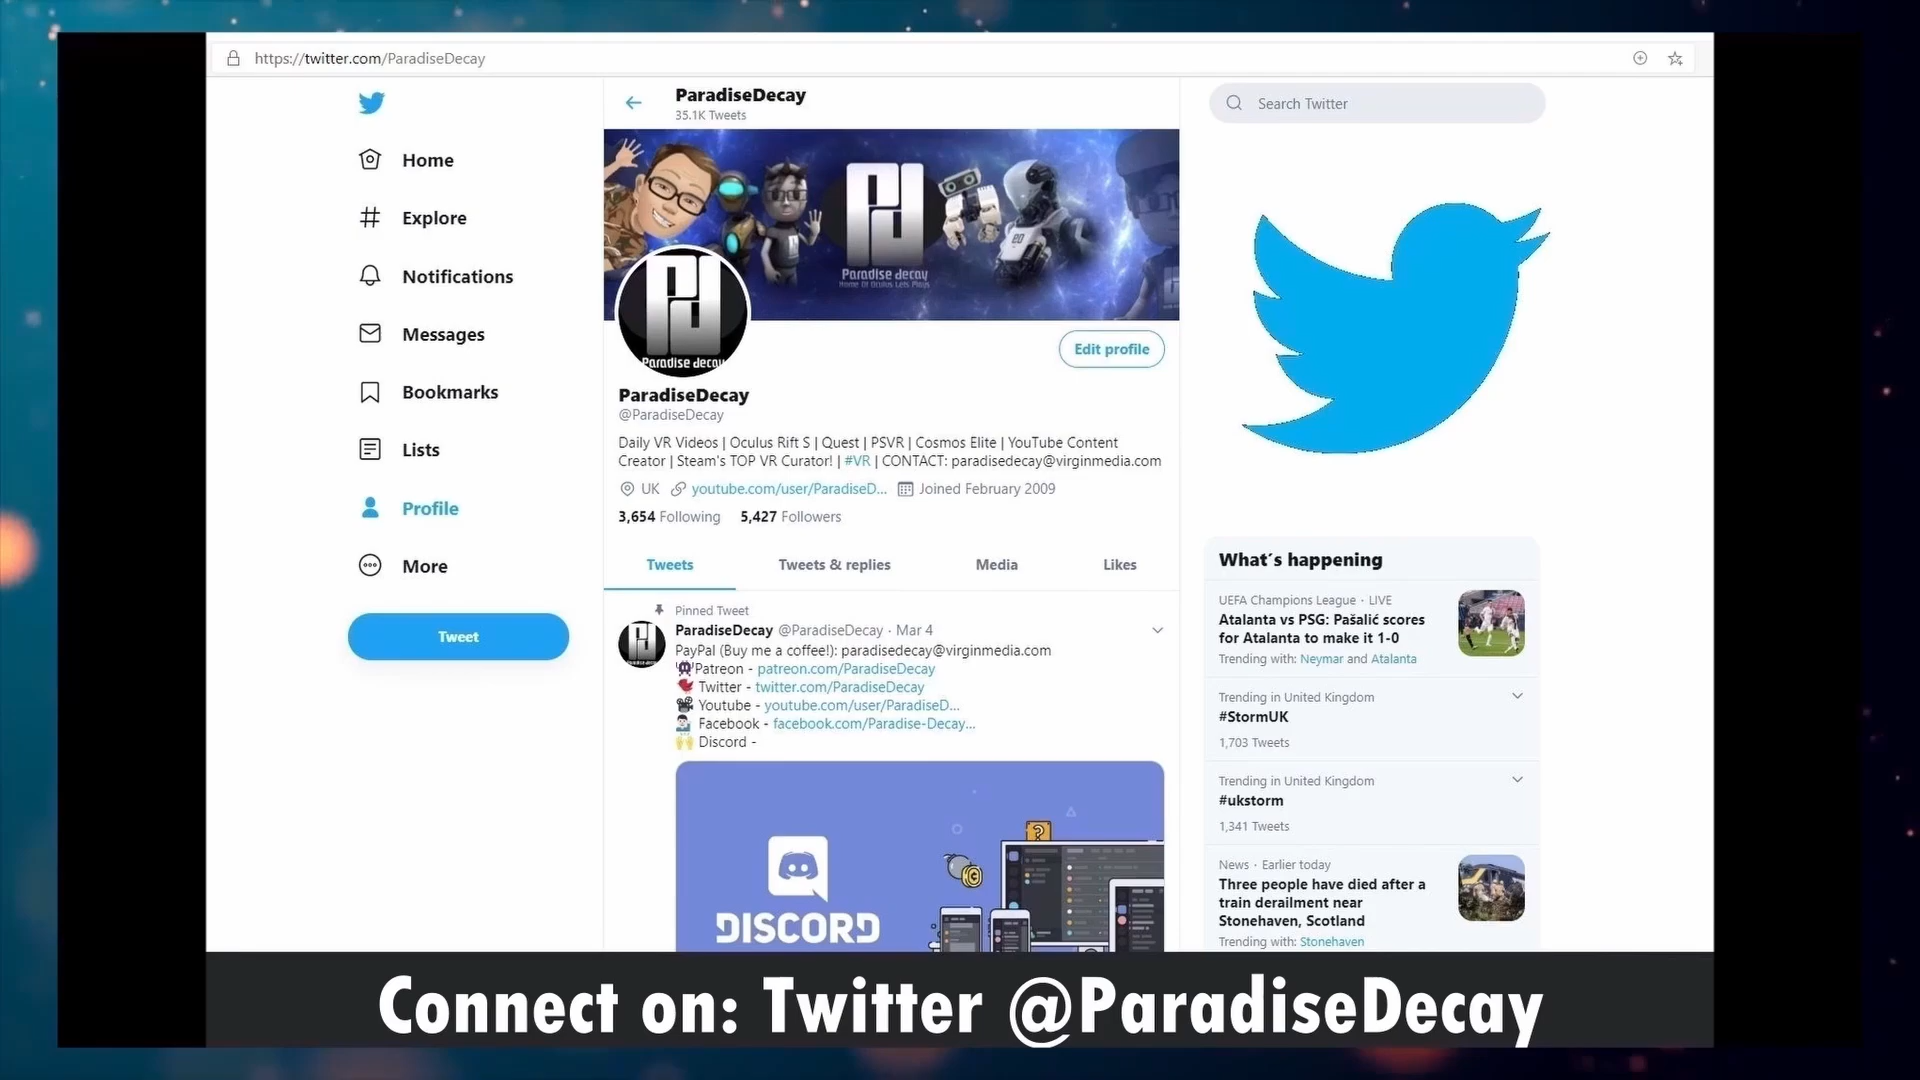 https://twitter.com/ParadiseDecay
ParadiseDecay
35.1K Tweets
Search Twitter
Home
Explore
Notifications
Messages
Bookmarks
Lists
Profile
More
Tweet
Paradise decay
Home Of Oculus Lets Plays
Paradise decay
Edit profile
ParadiseDecay
@ParadiseDecay
Daily VR Videos | Oculus Rift S | Quest | PSVR | Cosmos Elite | YouTube Content
Creator | Steam's TOP VR Curator! | #VR | CONTACT: paradisedecay@virginmedia.com
UK youtube.com/user/ParadiseD... Joined February 2009
3,654 Following 5,427 Followers
Tweets Tweets & replies Media Likes
Pinned Tweet
ParadiseDecay @ParadiseDecay · Mar 4
PayPal (Buy me a coffee!): paradisedecay@virginmedia.com
Patreon - patreon.com/ParadiseDecay
Twitter - twitter.com/ParadiseDecay
Youtube - youtube.com/user/ParadiseD...
Facebook - facebook.com/Paradise-Decay...
Discord -
DISCORD
What's happening
UEFA Champions League · LIVE
Atalanta vs PSG: Pašalić scores
for Atalanta to make it 1-0
Trending with: Neymar and Atalanta
Trending in United Kingdom
#StormUK
1,703 Tweets
Trending in United Kingdom
#ukstorm
1,341 Tweets
News · Earlier today
Three people have died after a
train derailment near
Stonehaven, Scotland
Trending with: Stonehaven
Connect on: Twitter @ParadiseDecay